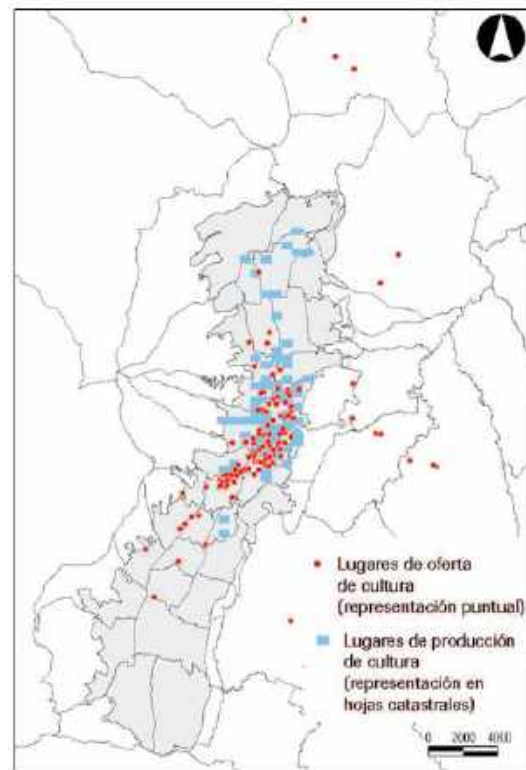 Lugares de oferta
de cultura
(representación puntual)
Lugares de producción
de cultura
(representación en
hojas catastrales)
0 2000 4000